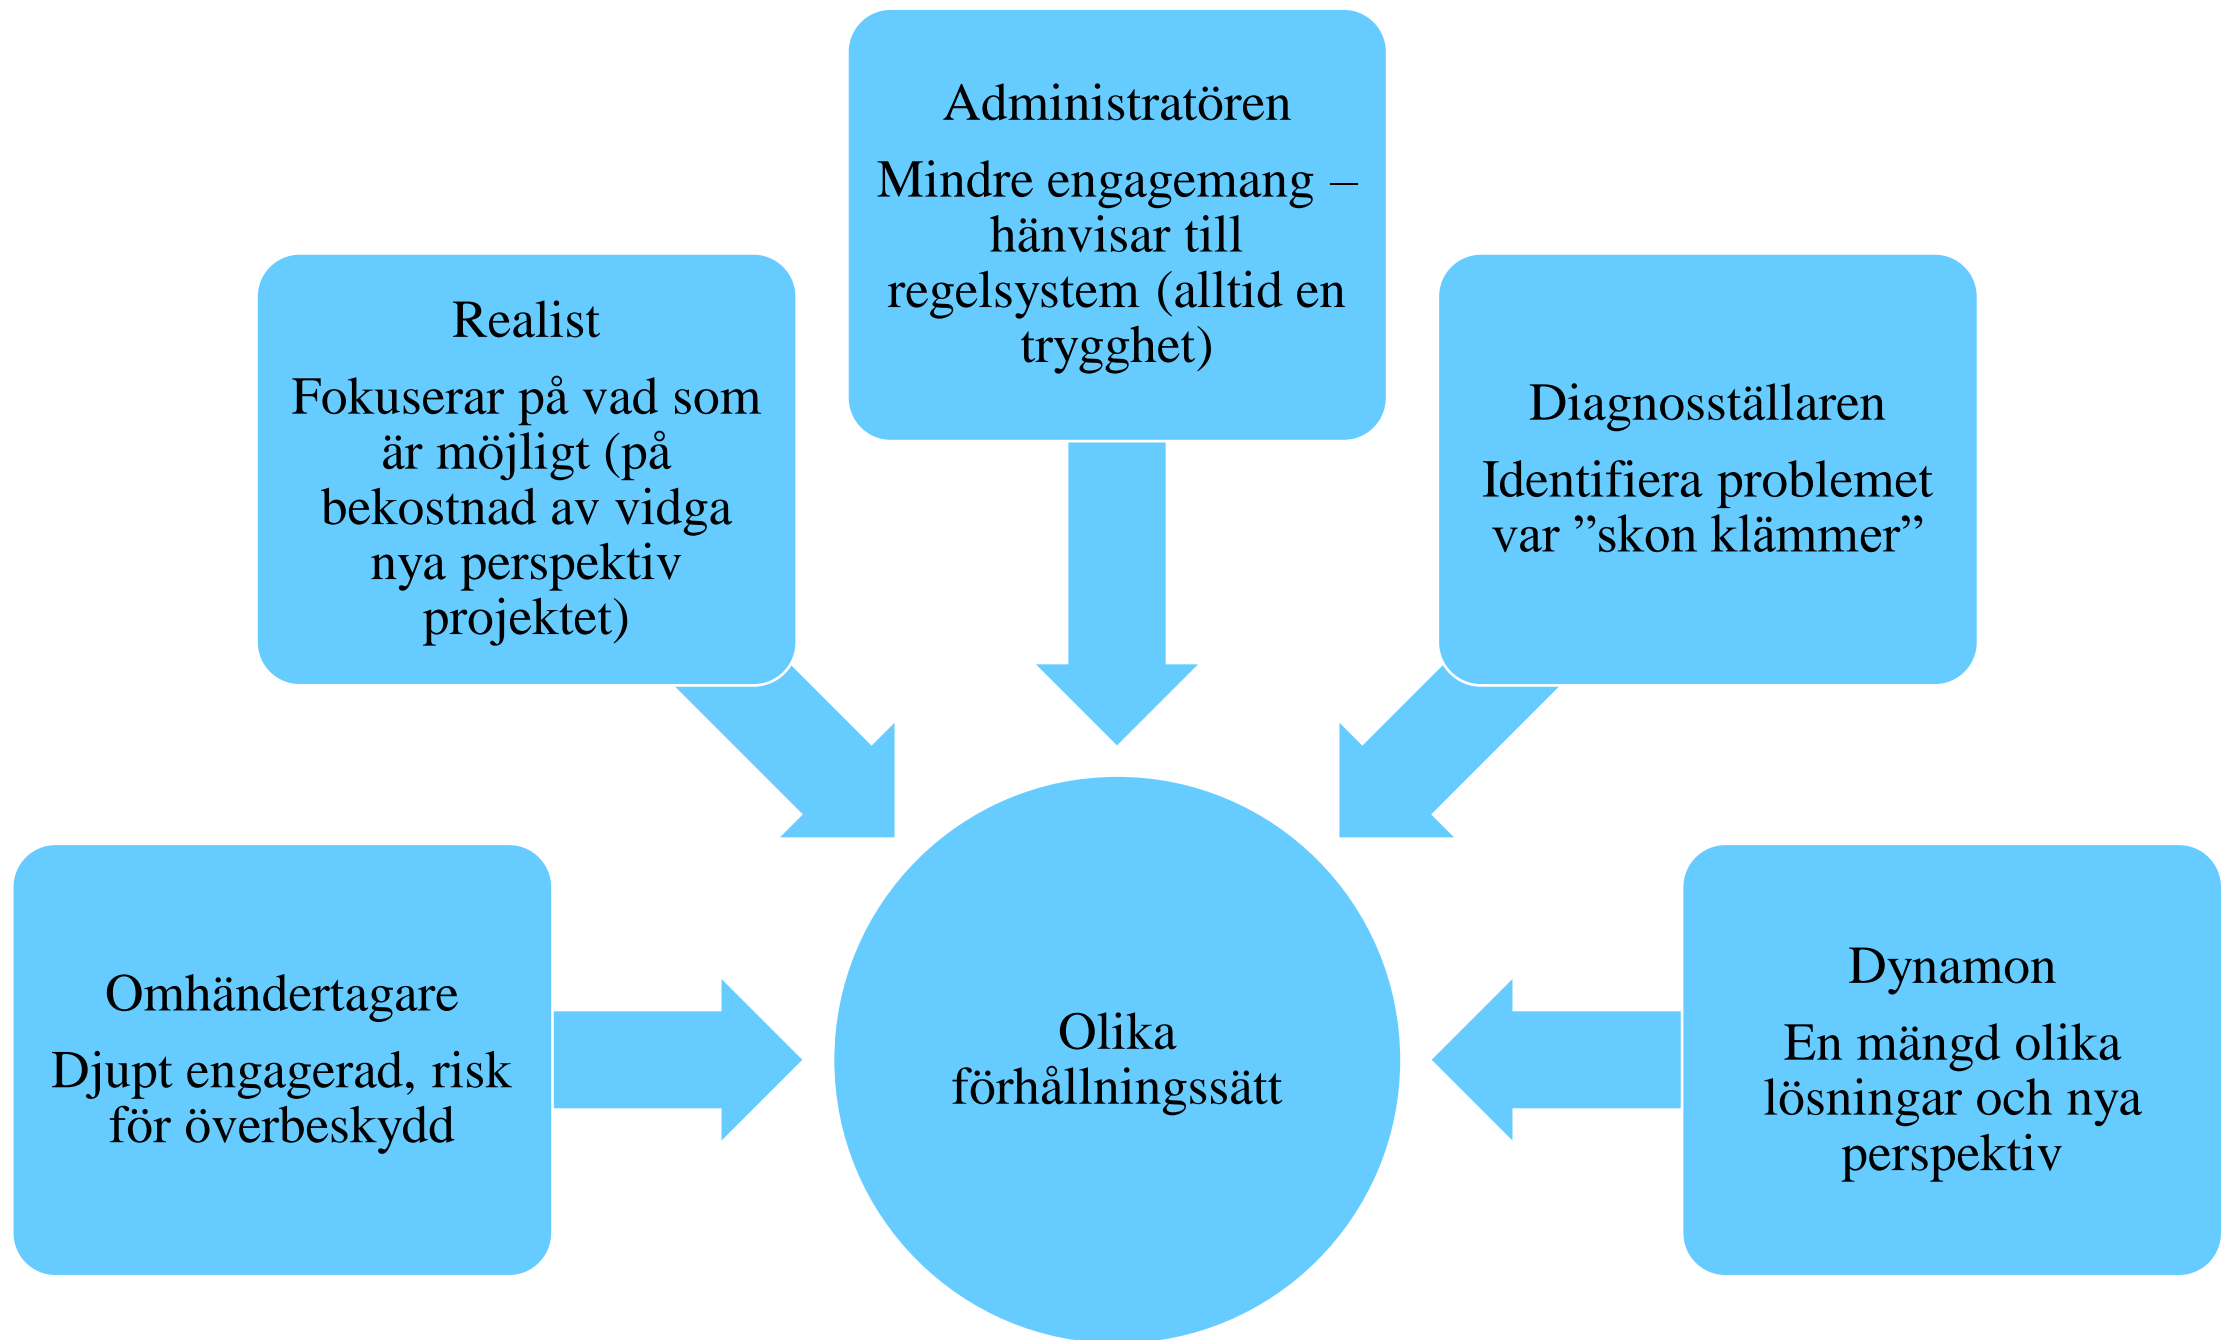 Administratören
Mindre engagemang –
hänvisar till
regelsystem (alltid en
trygghet)
Realist
Fokuserar på vad som
är möjligt (på
bekostnad av vidga
nya perspektiv
projektet)
Diagnosställaren
Identifiera problemet
var ”skon klämmer”
Omhändertagare
Djupt engagerad, risk
för överbeskydd
Olika
förhållningssätt
Dynamon
En mängd olika
lösningar och nya
perspektiv